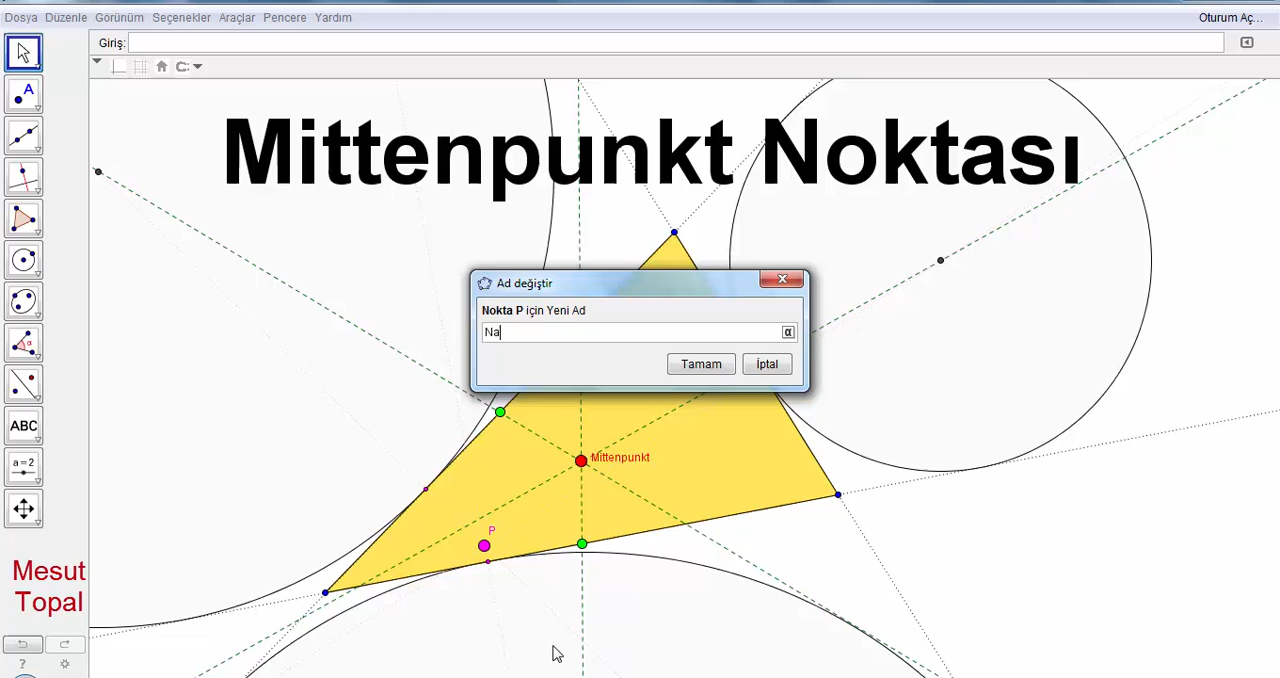 Dosya Düzenle Görünüm Seçenekler Araçlar Pencere Yardım Oturum Aç...
Giriş:
A
Mittenpunkt Noktası
Ad değiştir
Nokta P için Yeni Ad
Na
α
Tamam İptal
α
ABC
a=2
Mittenpunkt
P
Mesut
Topal
?